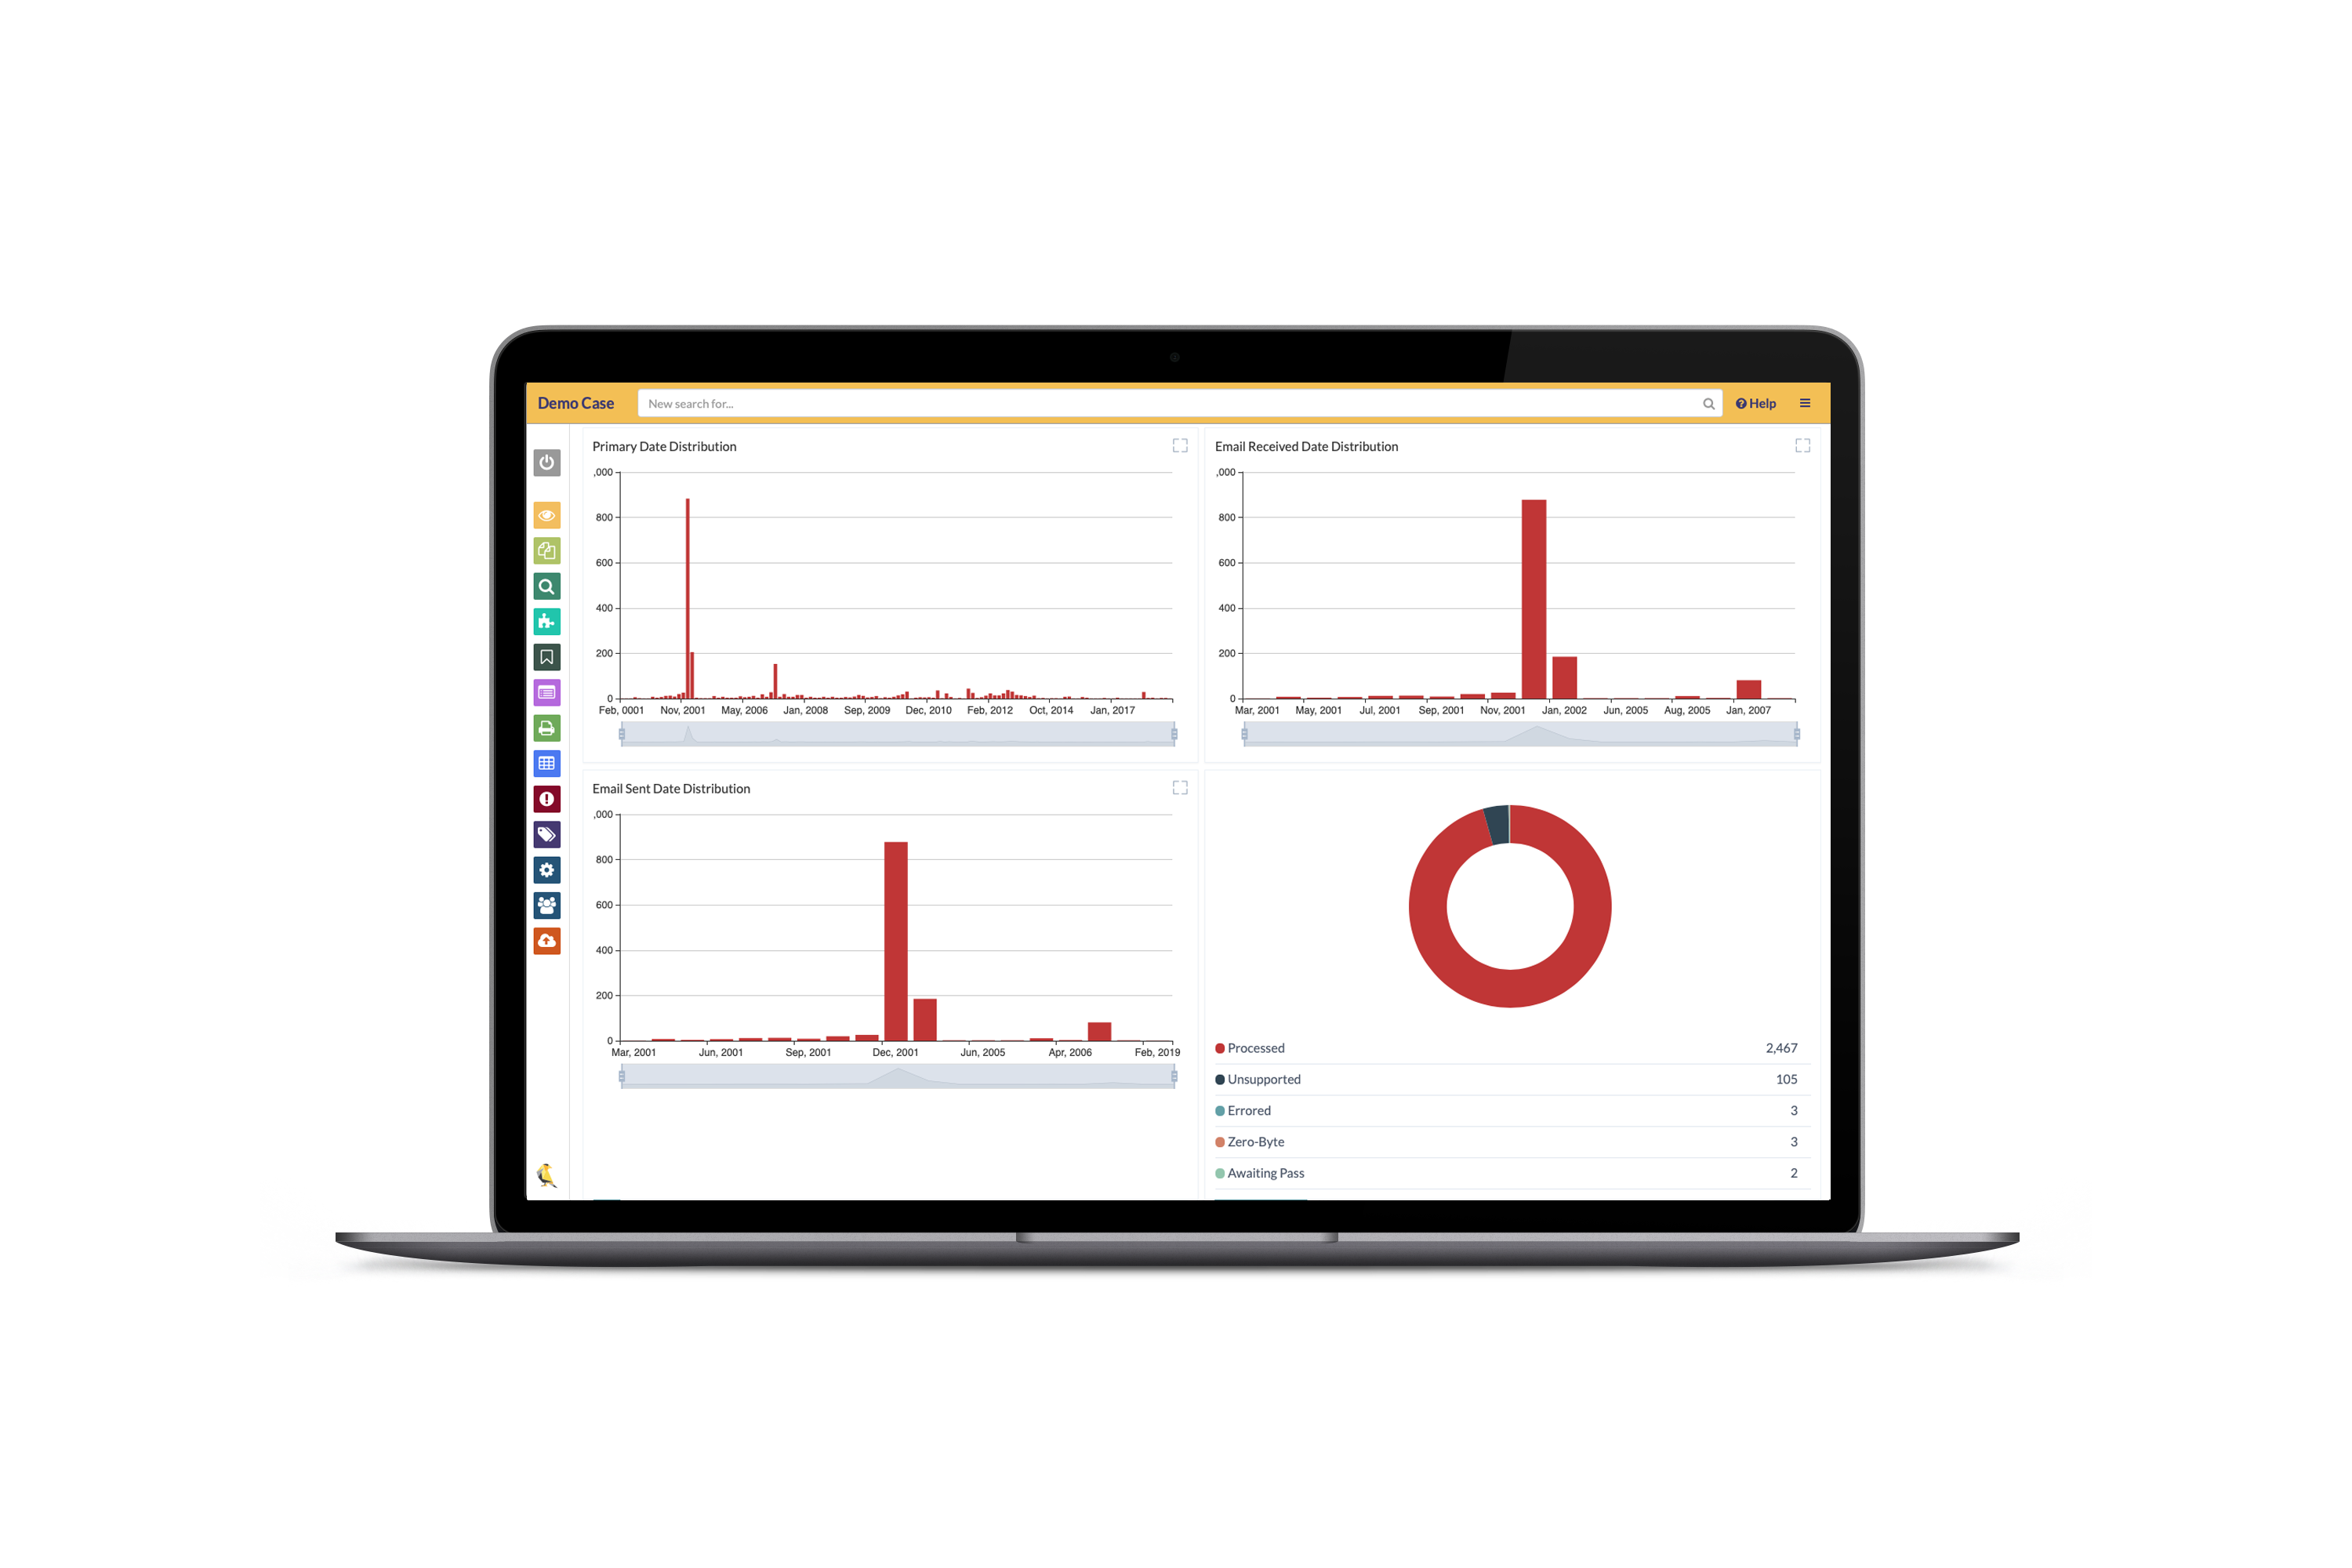 Demo Case
New search for...
Help
Primary Date Distribution
,000
800
600
400
200
0
Feb, 0001 Nov, 2001 May, 2006 Jan, 2008 Sep, 2009 Dec, 2010 Feb, 2012 Oct, 2014 Jan, 2017
Email Received Date Distribution
,000
800
600
400
200
0
Mar, 2001 May, 2001 Jul, 2001 Sep, 2001 Nov, 2001 Jan, 2002 Jun, 2005 Aug, 2005 Jan, 2007
Email Sent Date Distribution
,000
800
600
400
200
0
Mar, 2001 Jun, 2001 Sep, 2001 Dec, 2001 Jun, 2005 Apr, 2006 Feb, 2019
Processed 2,467
Unsupported 105
Errored 3
Zero-Byte 3
Awaiting Pass 2